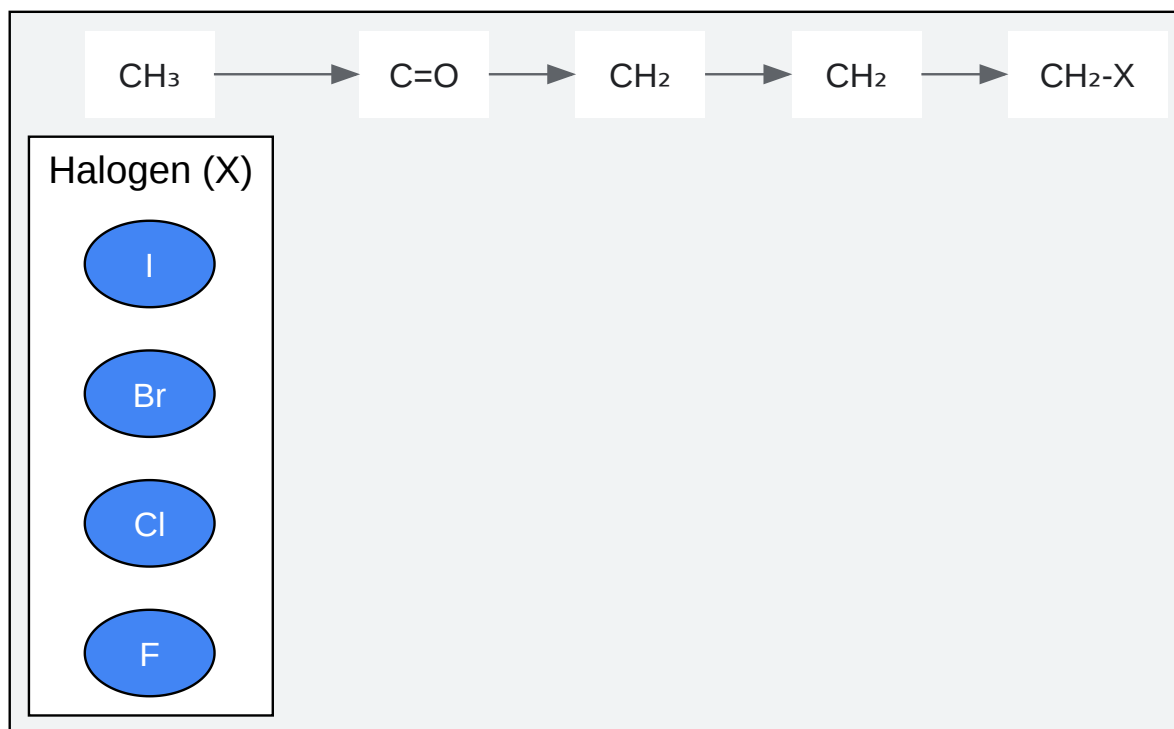 CH₃ C=O CH₂ CH₂ CH₂-X
Halogen (X)
I
Br
Cl
F